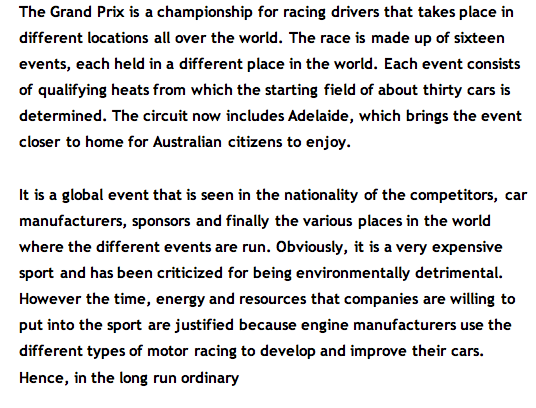 The Grand Prix is a championship for racing drivers that takes place in
different locations all over the world. The race is made up of sixteen
events, each held in a different place in the world. Each event consists
of qualifying heats from which the starting field of about thirty cars is
determined. The circuit now includes Adelaide, which brings the event
closer to home for Australian citizens to enjoy.
It is a global event that is seen in the nationality of the competitors, car
manufacturers, sponsors and finally the various places in the world
where the different events are run. Obviously, it is a very expensive
sport and has been criticized for being environmentally detrimental.
However the time, energy and resources that companies are willing to
put into the sport are justified because engine manufacturers use the
different types of motor racing to develop and improve their cars.
Hence, in the long run ordinary